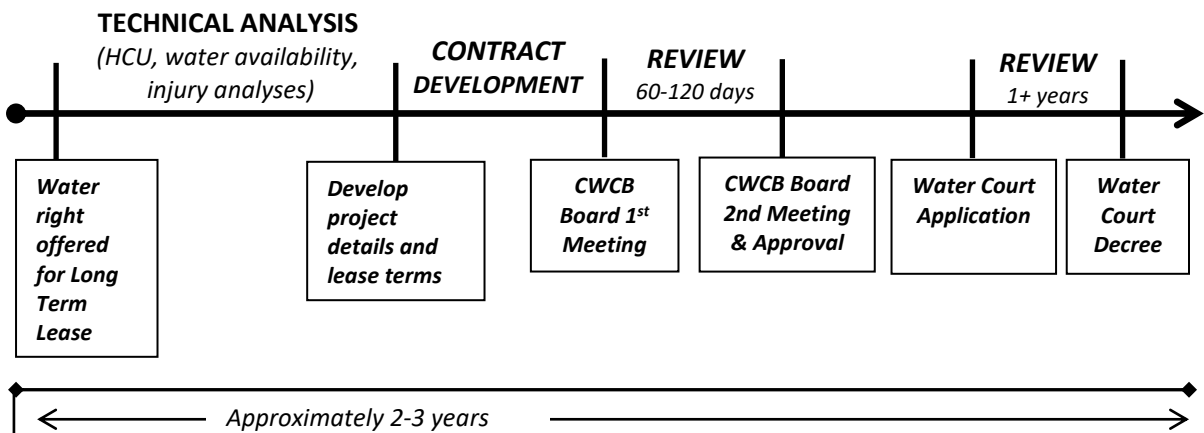 TECHNICAL ANALYSIS
(HCU, water availability,
injury analyses)
CONTRACT
DEVELOPMENT
REVIEW
60-120 days
REVIEW
1+ years
Water
right
offered
for Long
Term
Lease
Develop
project
details and
lease terms
CWCB
Board 1st
Meeting
CWCB Board
2nd Meeting
& Approval
Water Court
Application
Water
Court
Decree
Approximately 2-3 years